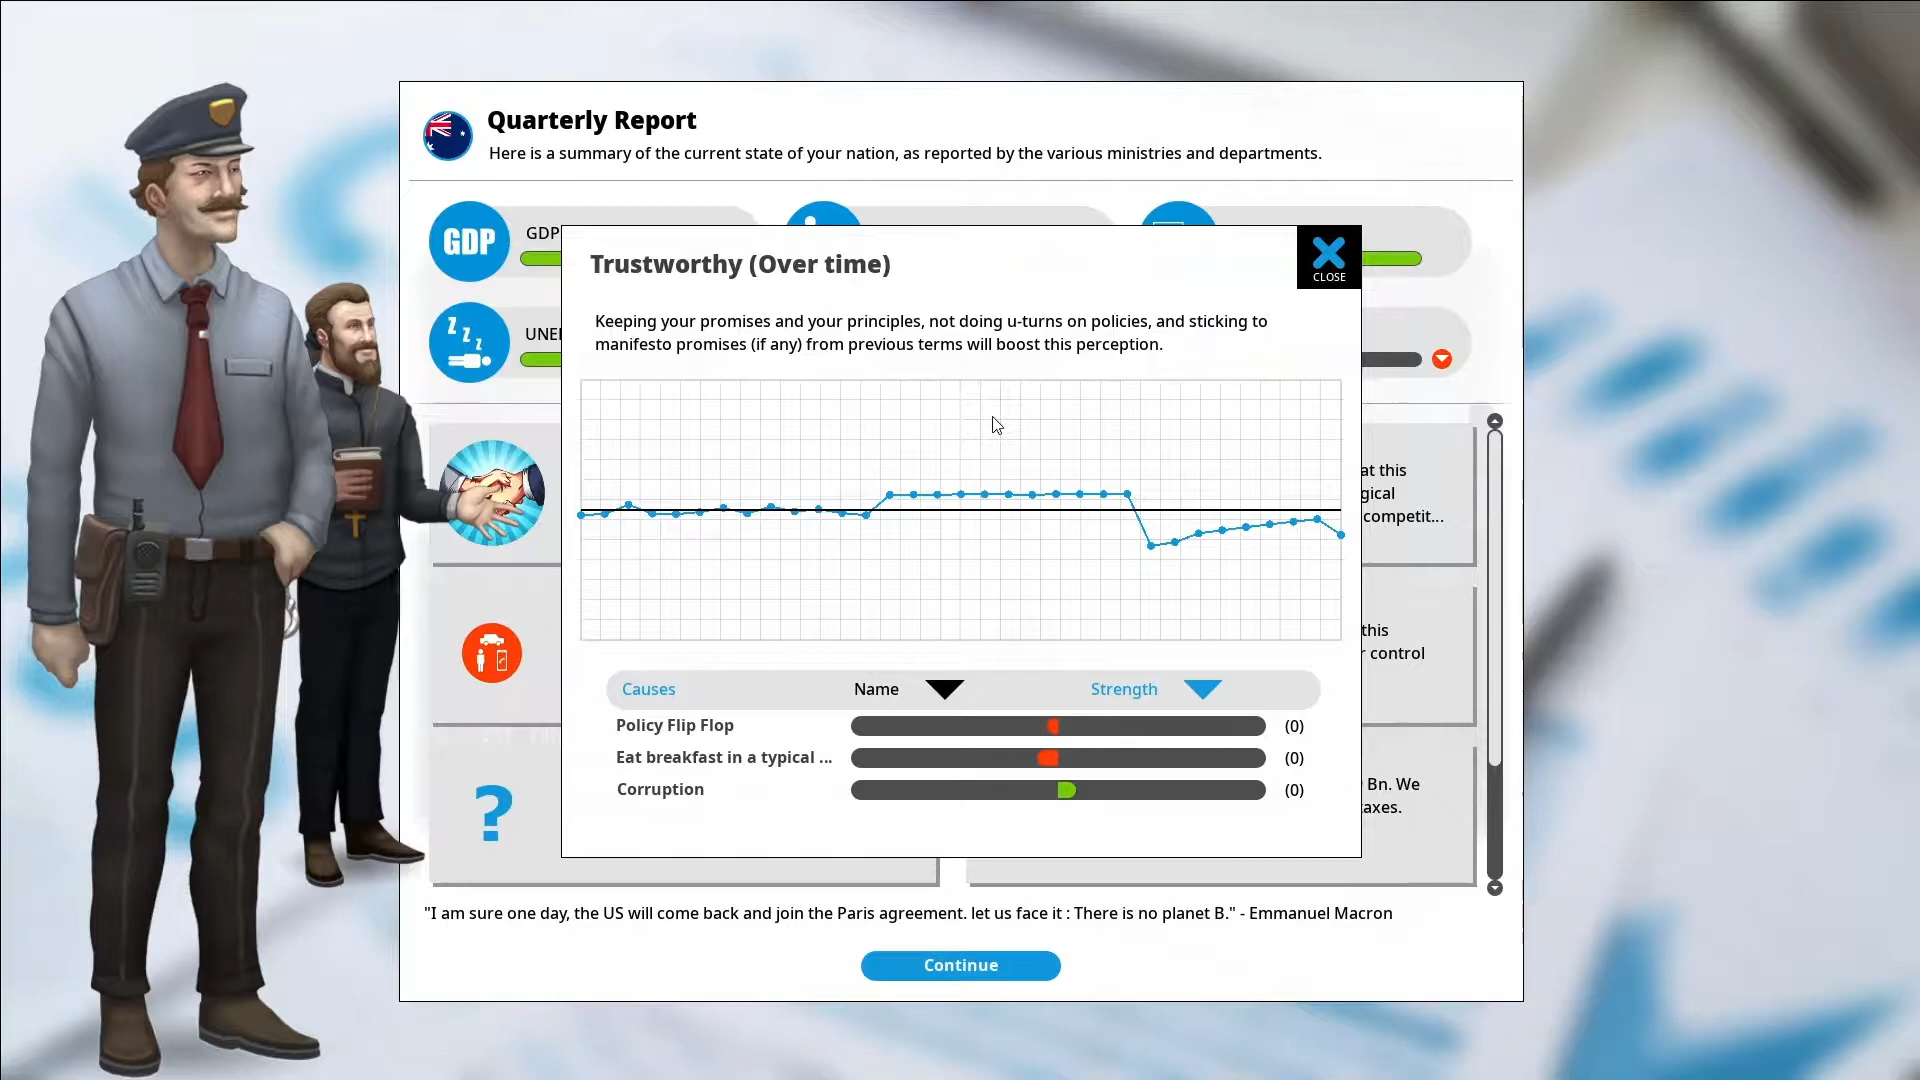 Quarterly Report
Here is a summary of the current state of your nation, as reported by the various ministries and departments.
GDP
GDP
Trustworthy (Over time)
CLOSE
Keeping your promises and your principles, not doing u-turns on policies, and sticking to
manifesto promises (if any) from previous terms will boost this perception.
z
z
z
Causes
Name
Strength
Policy Flip Flop
(0)
Eat breakfast in a typical ...
(0)
Corruption
(0)
at this
competit...
this
control
?
Bn. We
"I am sure one day, the US will come back and join the Paris agreement. let us face it : There is no planet B." - Emmanuel Macron
Continue